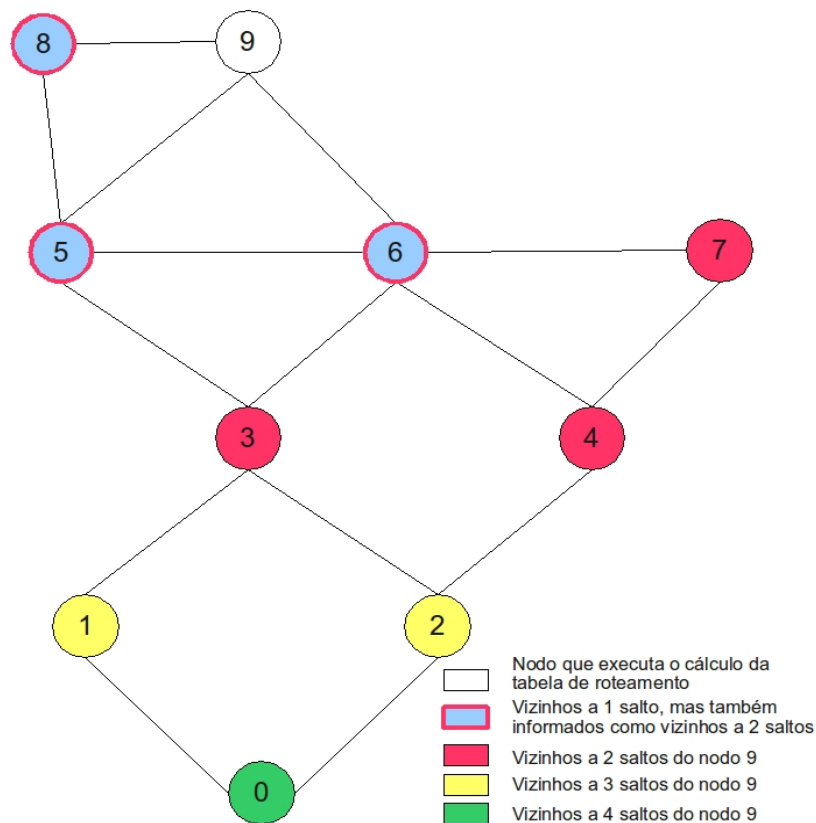 8
9
5
6
7
3
4
1
2
0
Nodo que executa o cálculo da
tabela de roteamento
Vizinhos a 1 salto, mas também
informados como vizinhos a 2 saltos
Vizinhos a 2 saltos do nodo 9
Vizinhos a 3 saltos do nodo 9
Vizinhos a 4 saltos do nodo 9